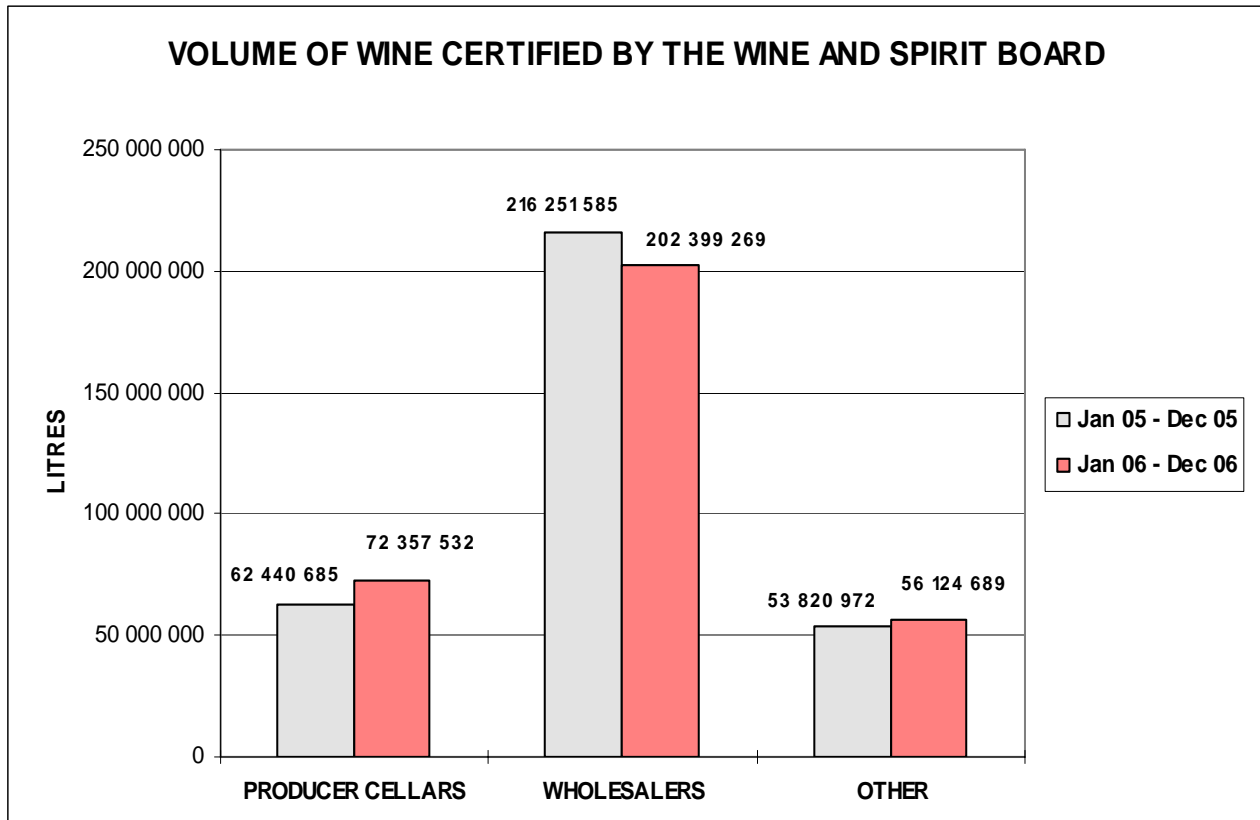 VOLUME OF WINE CERTIFIED BY THE WINE AND SPIRIT BOARD
250 000 000
200 000 000
150 000 000
100 000 000
50 000 000
0
LITRES
62 440 685
72 357 532
216 251 585
202 399 269
53 820 972
56 124 689
PRODUCER CELLARS
WHOLESALERS
OTHER
Jan 05 - Dec 05
Jan 06 - Dec 06